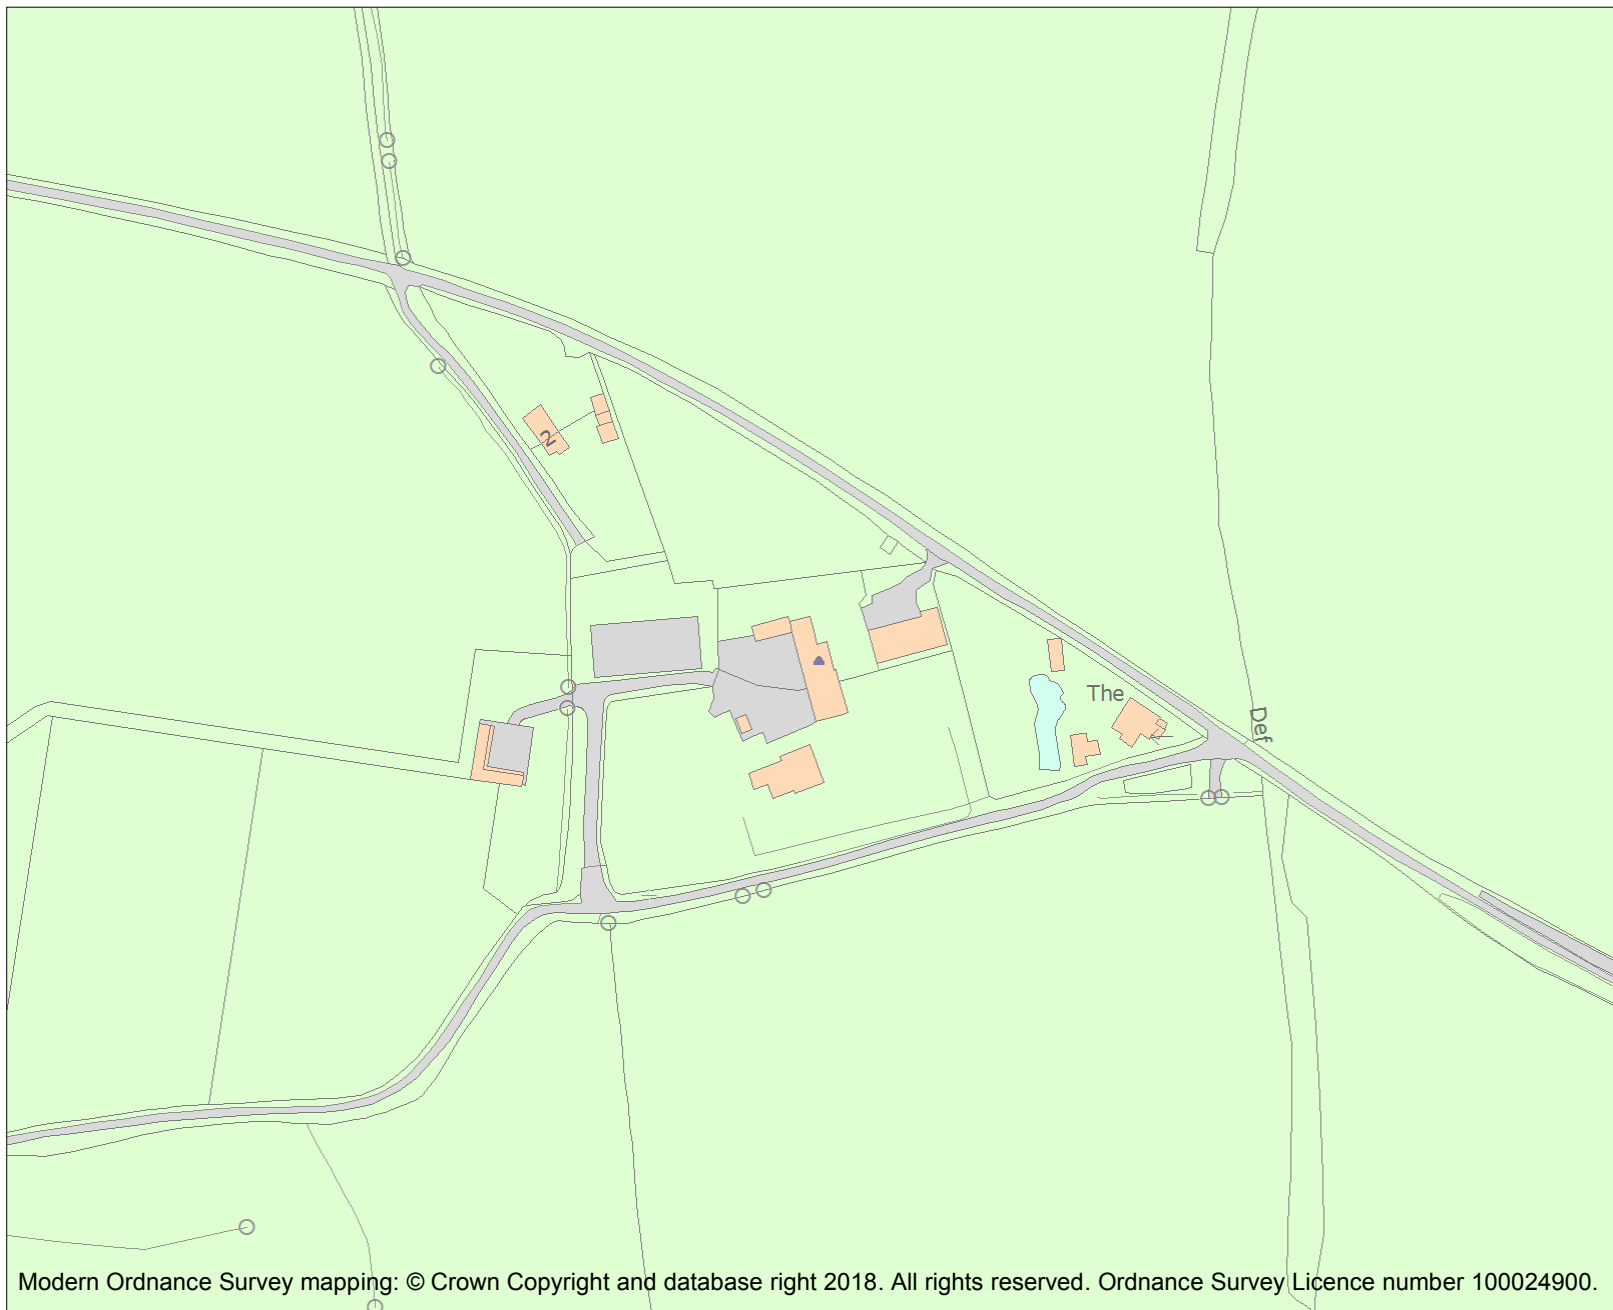 2
The
Def
Modern Ordnance Survey mapping: © Crown Copyright and database right 2018. All rights reserved. Ordnance Survey Licence number 100024900.